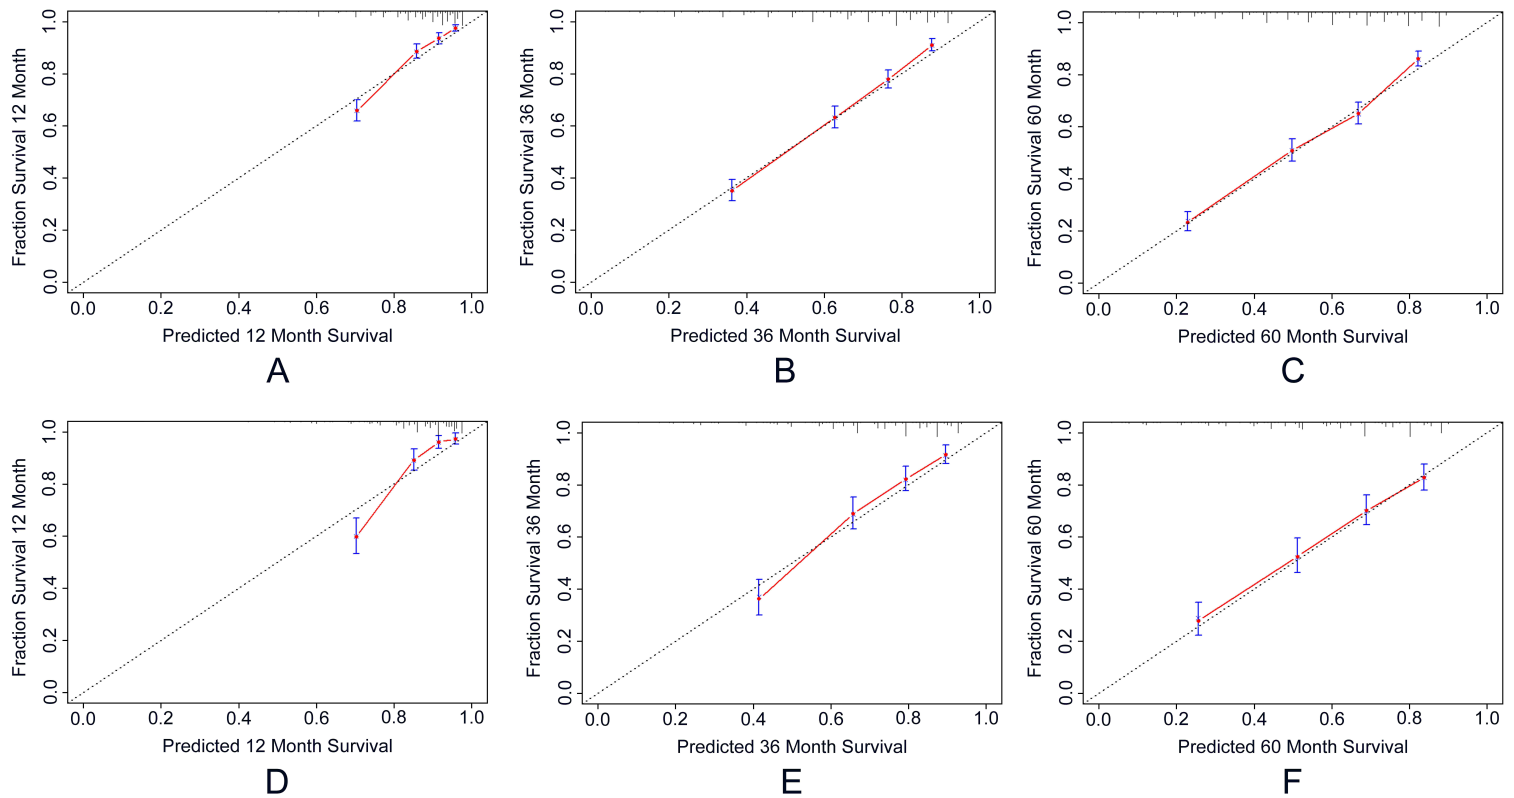 Fraction Survival 12 Month
1.0
0.8
0.6
0.4
0.2
0.0
0.0 0.2 0.4 0.6 0.8 1.0
Predicted 12 Month Survival
A
Fraction Survival 36 Month
1.0
0.8
0.6
0.4
0.2
0.0
0.0 0.2 0.4 0.6 0.8 1.0
Predicted 36 Month Survival
B
Fraction Survival 60 Month
1.0
0.8
0.6
0.4
0.2
0.0
0.0 0.2 0.4 0.6 0.8 1.0
Predicted 60 Month Survival
C
Fraction Survival 12 Month
1.0
0.8
0.6
0.4
0.2
0.0
0.0 0.2 0.4 0.6 0.8 1.0
Predicted 12 Month Survival
D
Fraction Survival 36 Month
1.0
0.8
0.6
0.4
0.2
0.0
0.0 0.2 0.4 0.6 0.8 1.0
Predicted 36 Month Survival
E
Fraction Survival 60 Month
1.0
0.8
0.6
0.4
0.2
0.0
0.0 0.2 0.4 0.6 0.8 1.0
Predicted 60 Month Survival
F